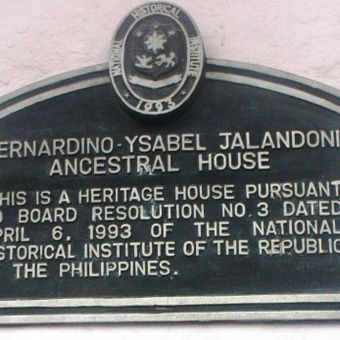 NATIONAL HISTORICAL INSTITUTE
1993
ERNARDINO-YSABEL JALANDONI
ANCESTRAL HOUSE
HIS IS A HERITAGE HOUSE PURSUANT
O BOARD RESOLUTION NO. 3 DATED
PRIL 6, 1993 OF THE NATIONAL
ISTORICAL INSTITUTE OF THE REPUBLIC
THE PHILIPPINES.